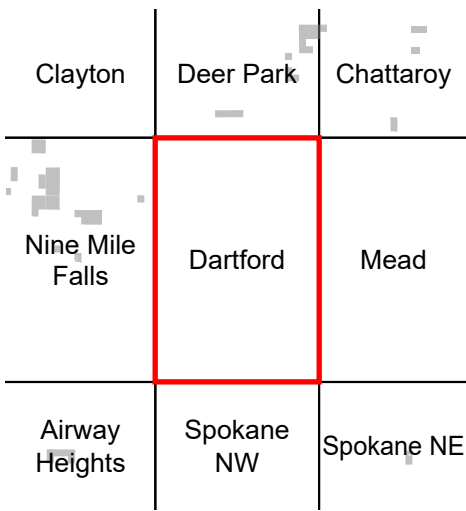 Clayton
Deer Park
Chattaroy
Nine Mile
Falls
Dartford
Mead
Airway
Heights
Spokane
NW
Spokane NE